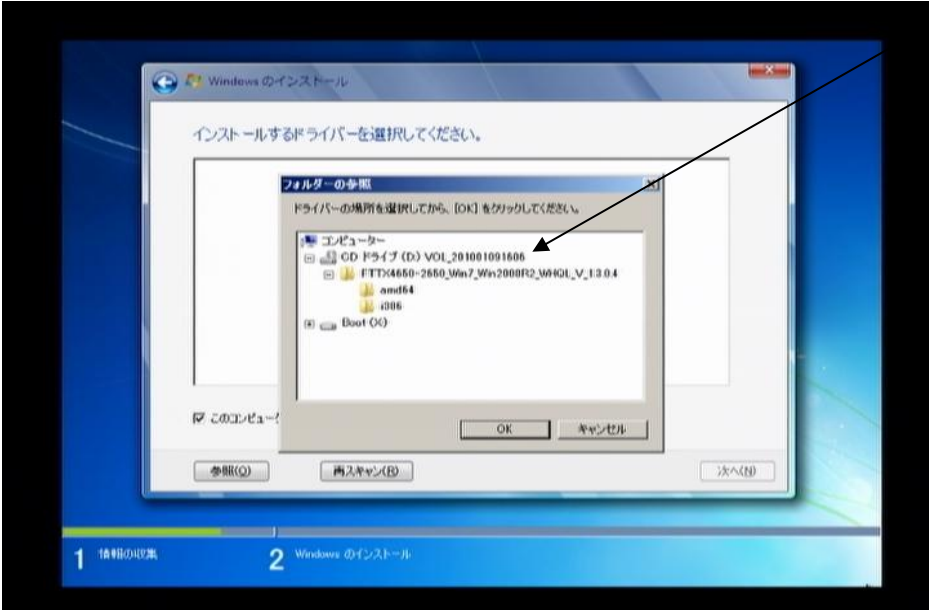 Windows のインストール
インストールするドライバーを選択してください。
フォルダーの参照
ドライバーの場所を選択してから、[OK] をクリックしてください。
コンピューター
CD ドライブ (D:) VOL_201001091606
FTTX4650-2650_Win7_Win2008R2_WHQL_V_1.3.0.4
amd64
i386
Boot (X:)
このコンピュータ
OK
キャンセル
参照(O)
再スキャン(R)
次へ(N)
1 情報の収集
2 Windows のインストール